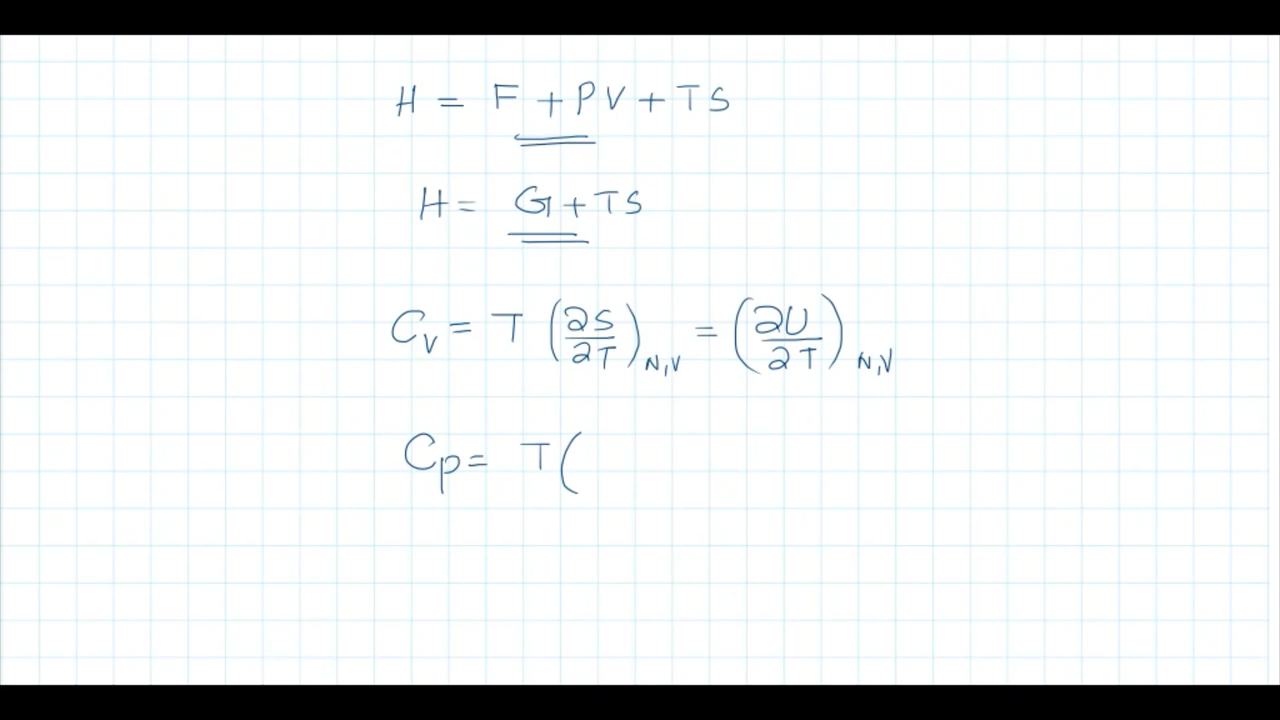 H = F + PV + TS
H = G + TS
C_V = T (∂S/∂T)_{N,V} = (∂U/∂T)_{N,V}
C_P = T (